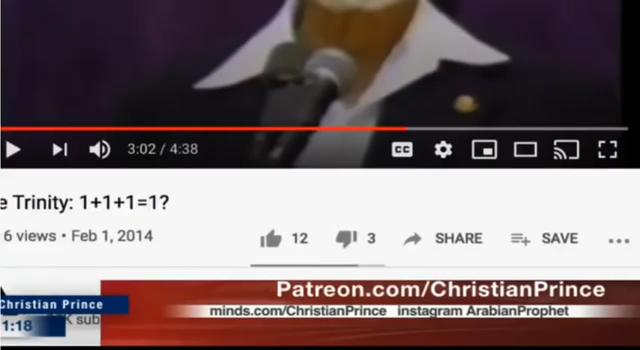 CC
3:02 / 4:38
e Trinity: 1+1+1=1?
6 views • Feb 1, 2014
12
3
SHARE
SAVE
Patreon.com/ChristianPrince
Christian Prince
minds.com/ChristianPrince instagram ArabianProphet
1:18
K sub